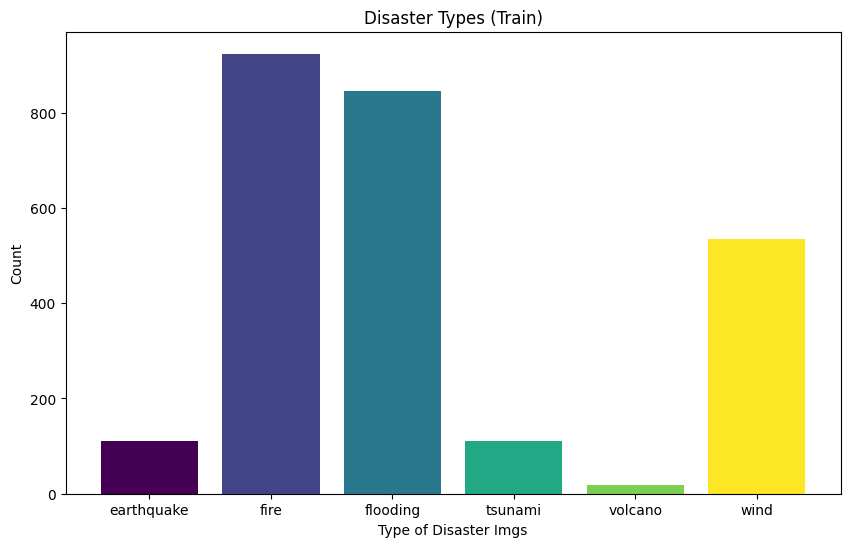 Disaster Types (Train)
Count
800
600
400
200
0
earthquake fire flooding tsunami volcano wind
Type of Disaster Imgs